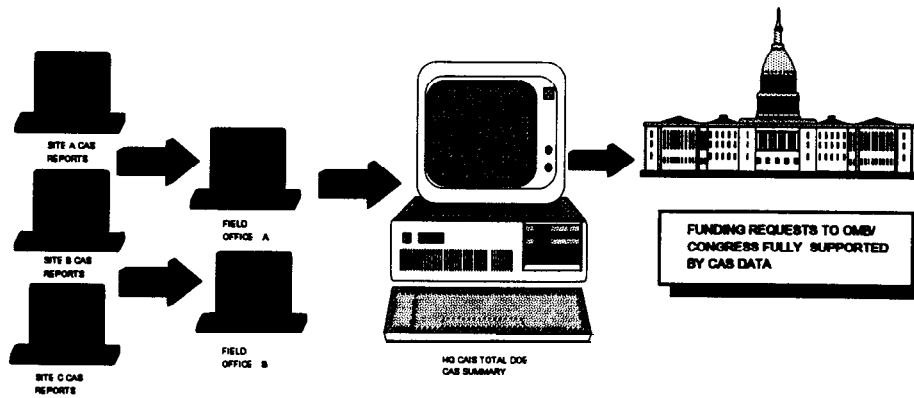 SITE A CAS
REPORTS
SITE B CAS
REPORTS
SITE C CAS
REPORTS
FIELD
OFFICE A
FIELD
OFFICE B
HQ CAIS TOTAL DOE
CAS SUMMARY
FUNDING REQUESTS TO OMB/
CONGRESS FULLY SUPPORTED
BY CAS DATA